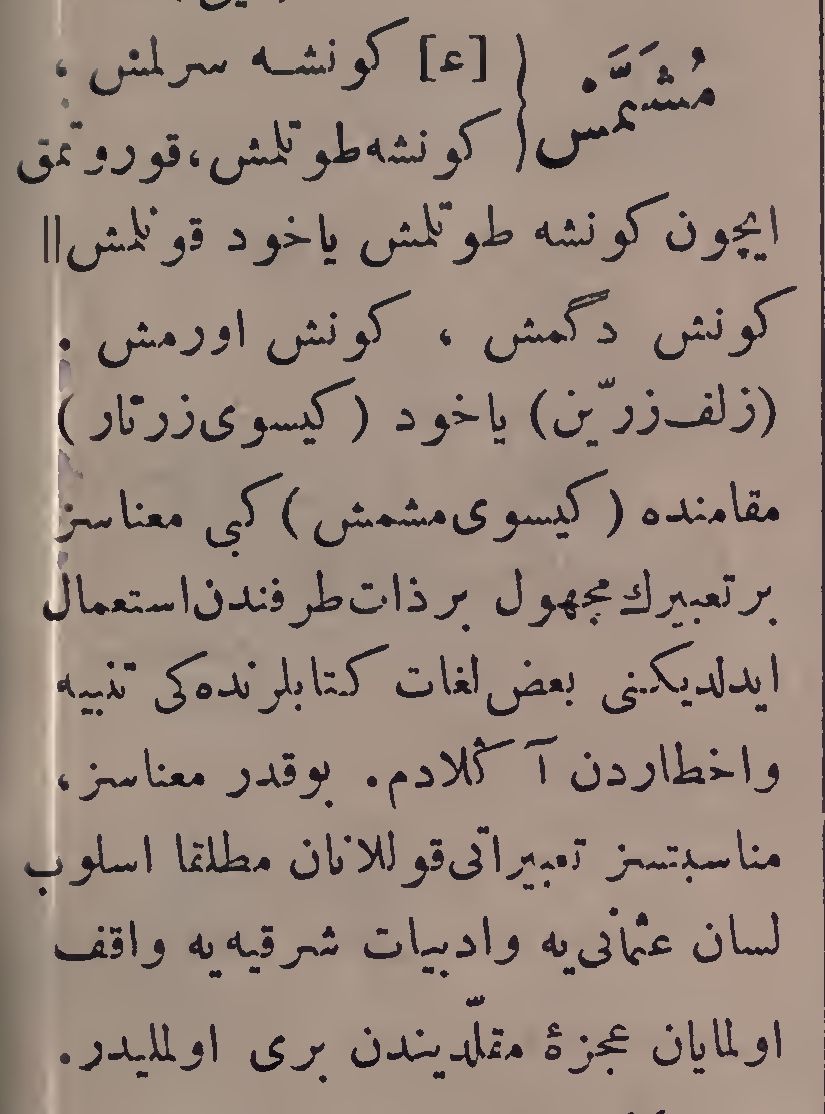 مُشَمَّس { [ع] كونشه سرلمش ،
كونشه طوتلمش ، قوروتمق
ایچون كونشه طوتلمش یاخود قونلمش ||
كونش دگمش ، كونش اورمش .
(زلف زرّین) یاخود (كیسوی زرتار)
مقامنده (كیسوی مشمش) كبی معناسز
بر تعبیرك مجهول بر ذات طرفندن استعمال
ایدلدیكنی بعض لغات كتابلرنده كی تنبیه
واخطاردن آڭلادم. بوقدر معناسز،
مناسبتسز تعبیراتی قوللانان مطلقا اسلوب
لسان عثمانی یه وادبیات شرقیه یه واقف
اولمایان عجزهٔ مقلّدیندن بری اولملیدر.